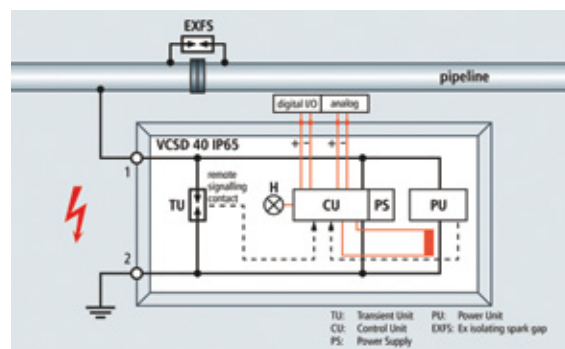 EXFS
pipeline
digital I/O analog
VCSD 40 IP65
+ - + -
1
remote
signalling
contact
H
TU
CU PS PU
2
TU: Transient Unit PU: Power Unit
CU: Control Unit EXFS: Ex isolating spark gap
PS: Power Supply